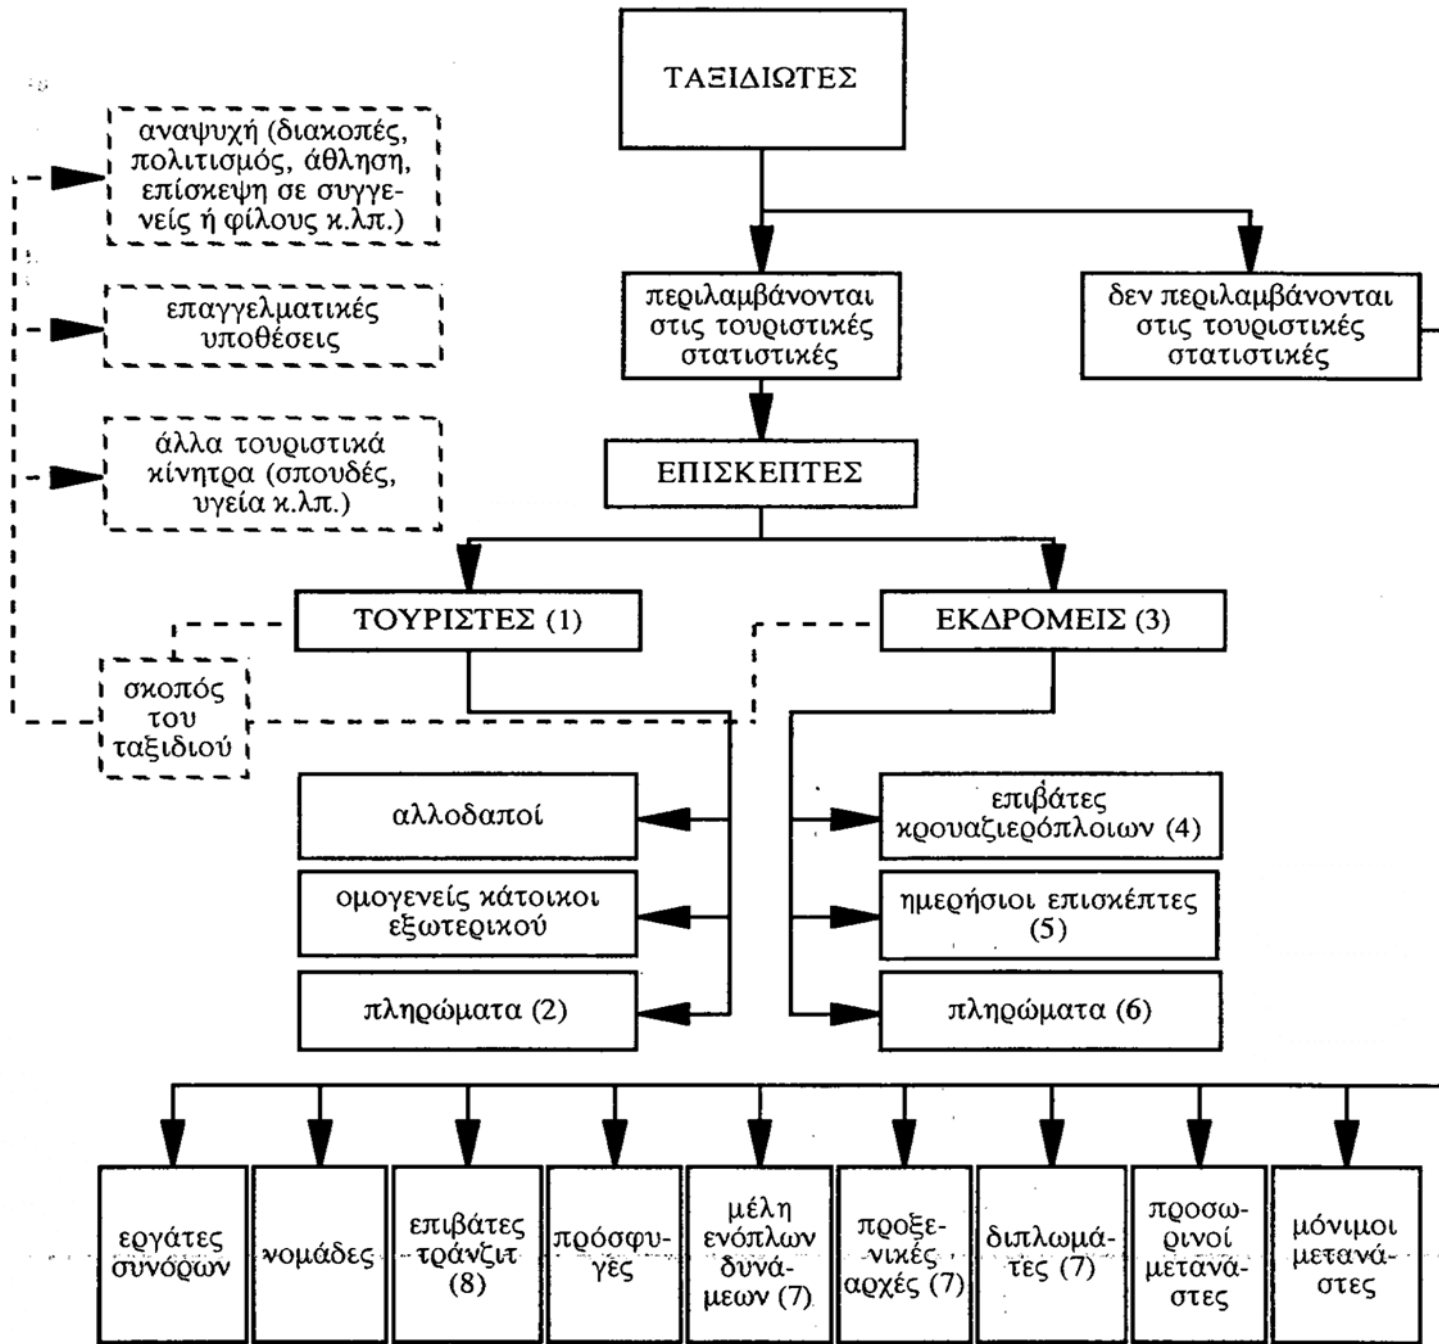 ΤΑΞΙΔΙΩΤΕΣ
αναψυχή (διακοπές,
πολιτισμός, άθληση,
επίσκεψη σε συγγε-
νείς ή φίλους κ.λπ.)
περιλαμβάνονται
στις τουριστικές
στατιστικές
δεν περιλαμβάνονται
στις τουριστικές
στατιστικές
επαγγελματικές
υποθέσεις
άλλα τουριστικά
κίνητρα (σπουδές,
υγεία κ.λπ.)
ΕΠΙΣΚΕΠΤΕΣ
ΤΟΥΡΙΣΤΕΣ (1)
ΕΚΔΡΟΜΕΙΣ (3)
σκοπός
του
ταξιδιού
αλλοδαποί
επιβάτες
κρουαζιερόπλοιων (4)
ομογενείς κάτοικοι
εξωτερικού
ημερήσιοι επισκέπτες
(5)
πληρώματα (2)
πληρώματα (6)
εργάτες
συνόρων
νομάδες
επιβάτες
τράνζιτ
(8)
πρόσφυ-
γες
μέλη
ενόπλων
δυνά-
μεων (7)
προξε-
νικές
αρχές (7)
διπλωμά-
τες (7)
προσω-
ρινοί
μετανά-
στες
μόνιμοι
μετανά-
στες